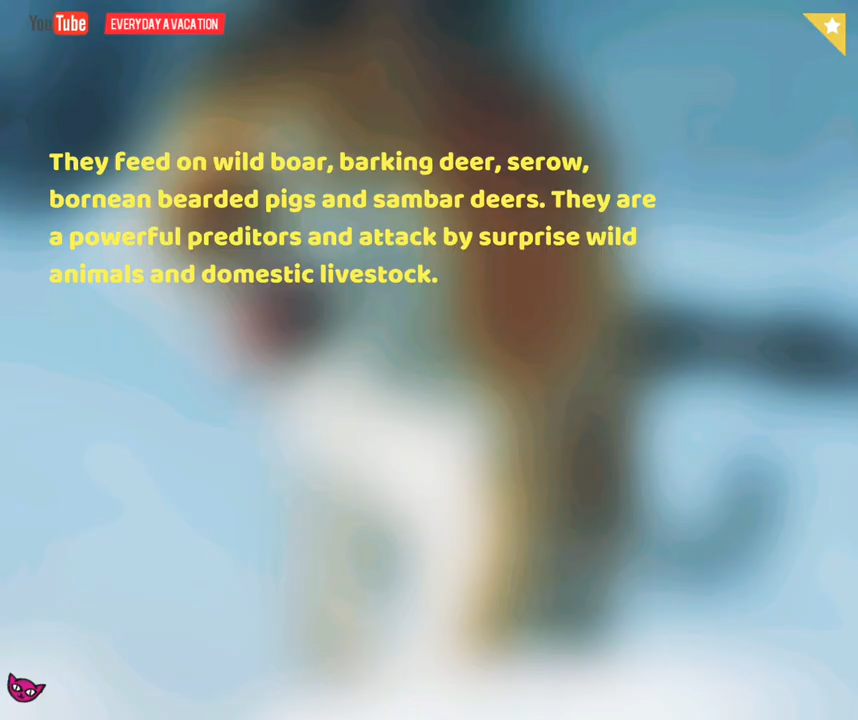 YouTube EVERYDAY A VACATION
They feed on wild boar, barking deer, serow,
bornean bearded pigs and sambar deers. They are
a powerful preditors and attack by surprise wild
animals and domestic livestock.